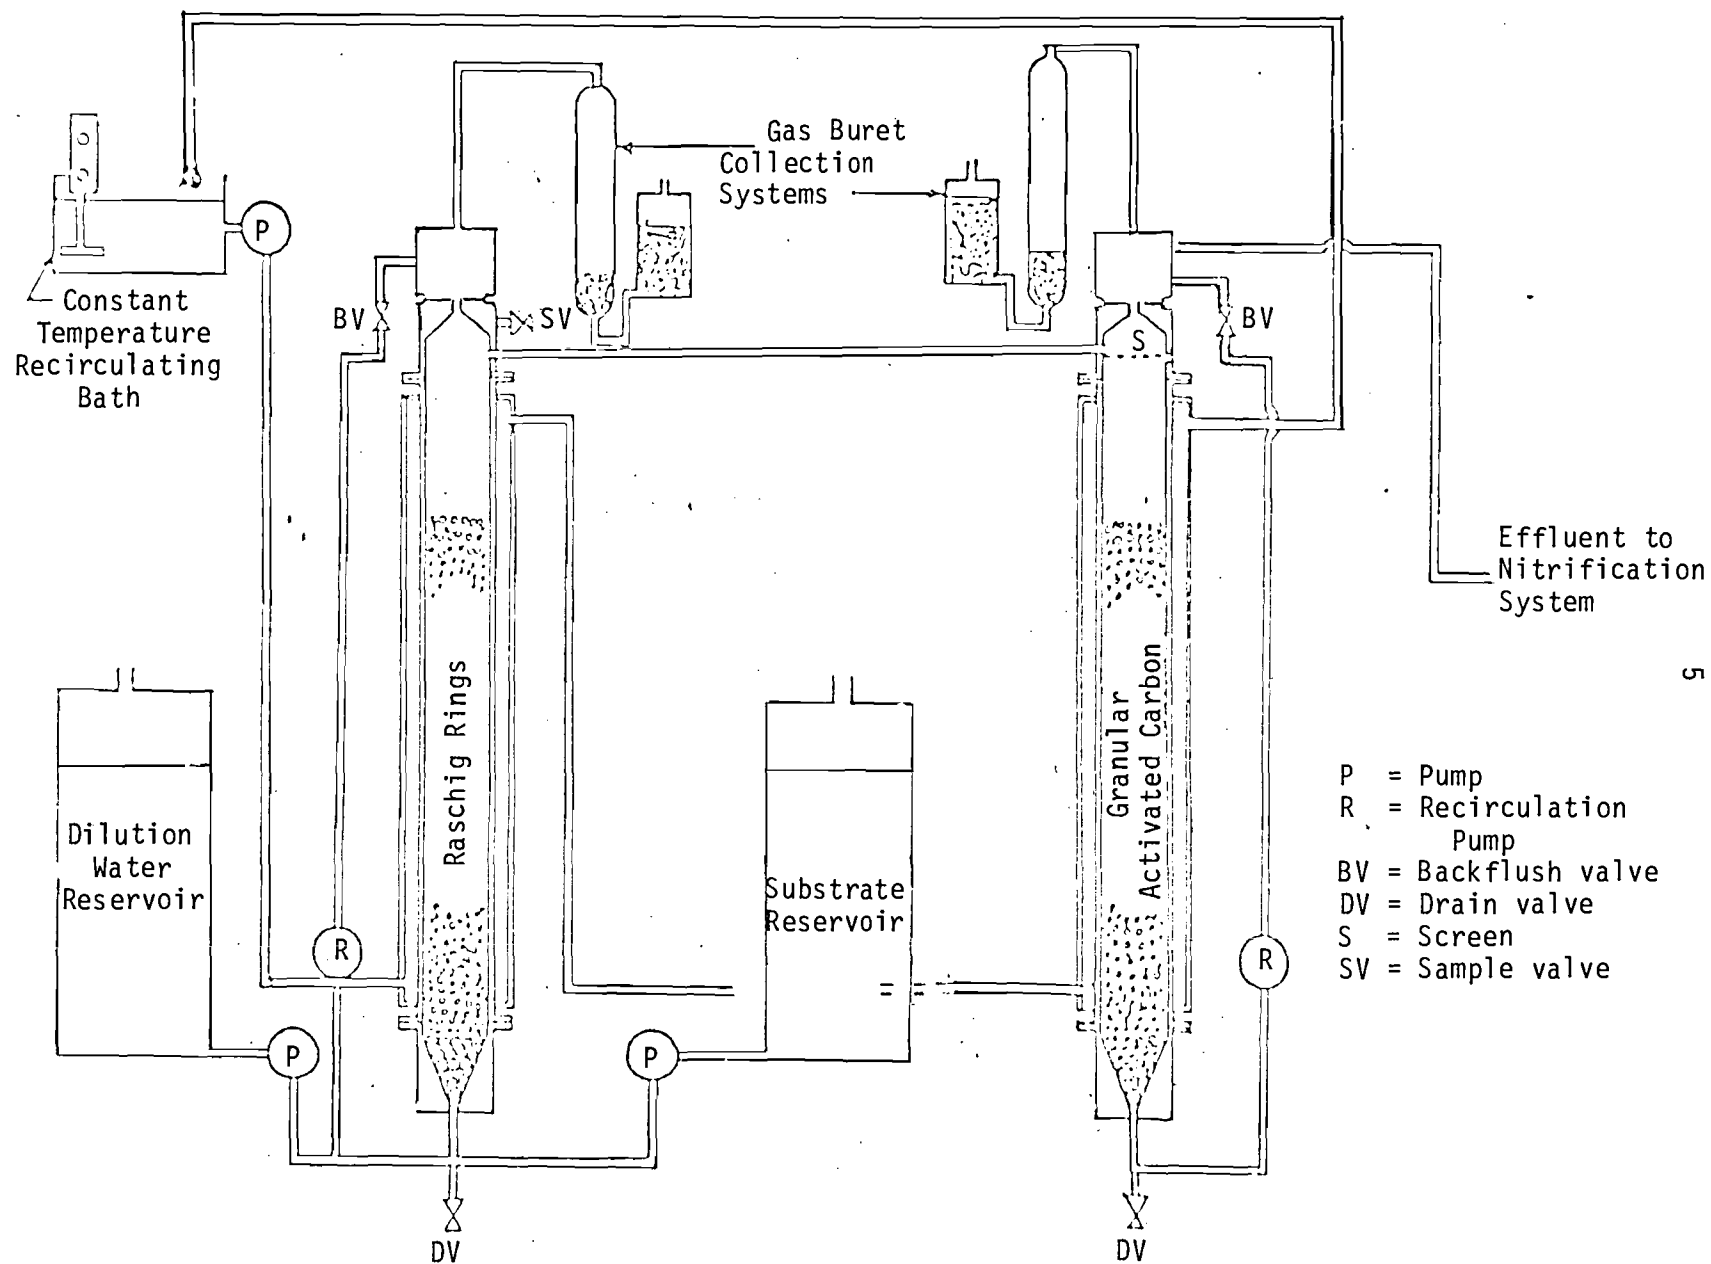 Gas Buret
Collection
Systems
P
Constant
Temperature
Recirculating
Bath
BV
SV
S
BV
Effluent to
Nitrification
System
5
Raschig Rings
Granular
Activated Carbon
Dilution
Water
Reservoir
Substrate
Reservoir
R
R
P
P
DV
DV
P = Pump
R = Recirculation
Pump
BV = Backflush valve
DV = Drain valve
S = Screen
SV = Sample valve